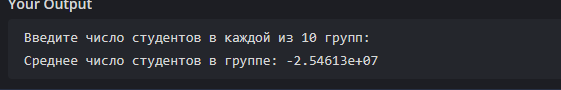 Your Output
Введите число студентов в каждой из 10 групп:
Среднее число студентов в группе: -2.54613e+07